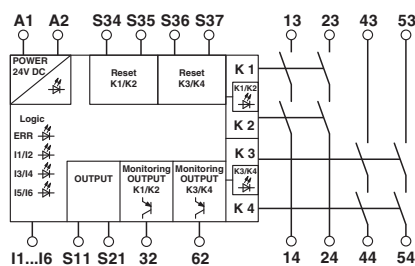 A1 A2 S34 S35 S36 S37 13 23 43 53
POWER
24V DC
Reset
K1/K2
Reset
K3/K4
K 1
K1/K2
K 2
Logic
ERR
I1/I2
I3/I4
I5/I6
K 3
K3/K4
K 4
OUTPUT
Monitoring
OUTPUT
K1/K2
Monitoring
OUTPUT
K3/K4
I1...I6 S11 S21 32 62 14 24 44 54